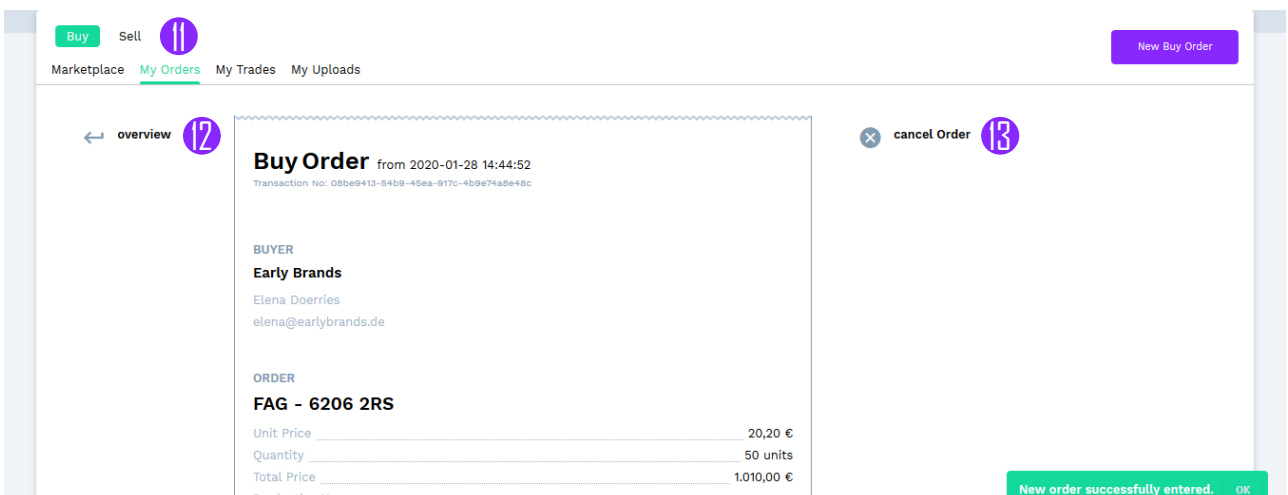 Buy Sell 11
New Buy Order
Marketplace My Orders My Trades My Uploads
overview 12
cancel Order 13
Buy Order from 2020-01-28 14:44:52
Transaction No: 08be9413-54b9-45ea-917c-4b9e74a8e48c
BUYER
Early Brands
Elena Doerries
elena@earlybrands.de
ORDER
FAG - 6206 2RS
Unit Price 20,20 €
Quantity 50 units
Total Price 1.010,00 €
New order successfully entered. OK